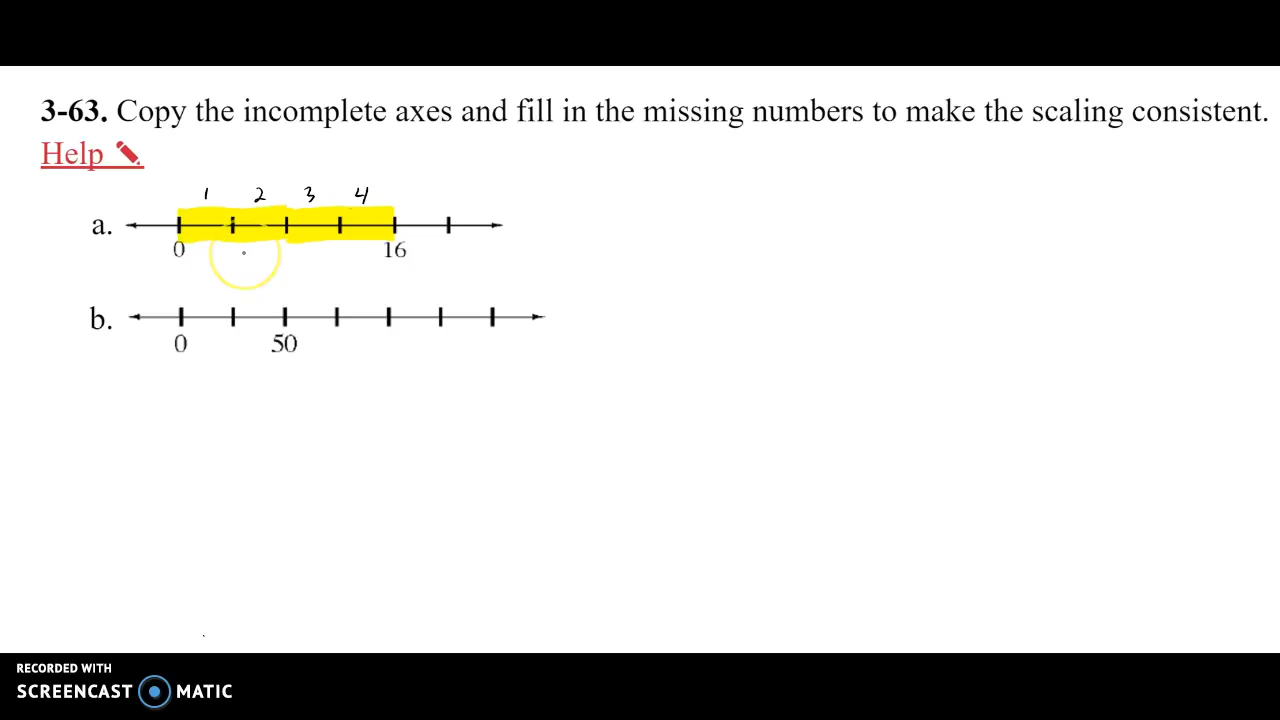 3-63. Copy the incomplete axes and fill in the missing numbers to make the scaling consistent.
Help
1 2 3 4
a.
0 16
b.
0 50
RECORDED WITH
SCREENCAST MATIC